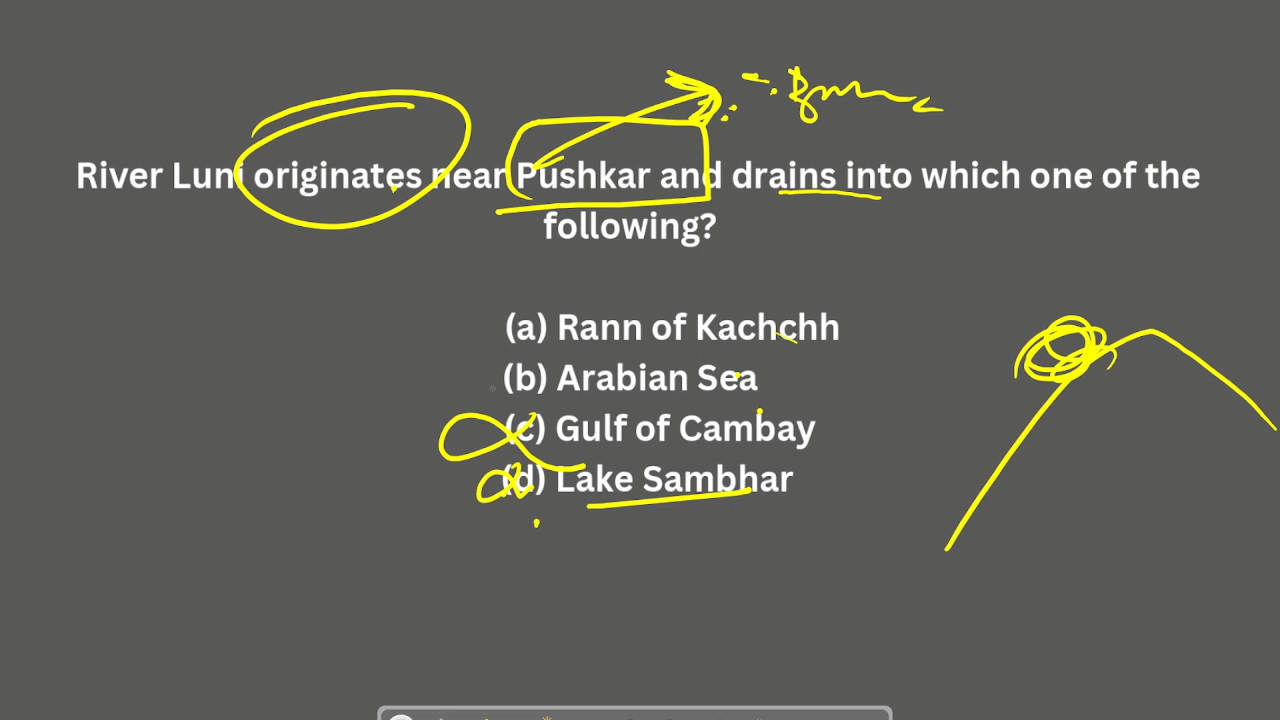 River Luni originates near Pushkar and drains into which one of the
following?
(a) Rann of Kachchh
(b) Arabian Sea
(c) Gulf of Cambay
(d) Lake Sambhar